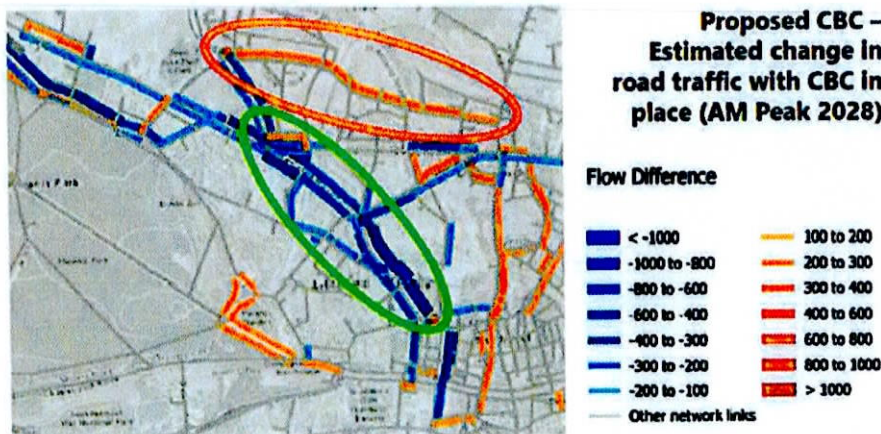 Proposed CBC –
Estimated change in
road traffic with CBC in
place (AM Peak 2028)
Flow Difference
< -1000
-1000 to -800
-800 to -600
-600 to -400
-400 to -300
-300 to -200
-200 to -100
Other network links
100 to 200
200 to 300
300 to 400
400 to 600
600 to 800
800 to 1000
> 1000